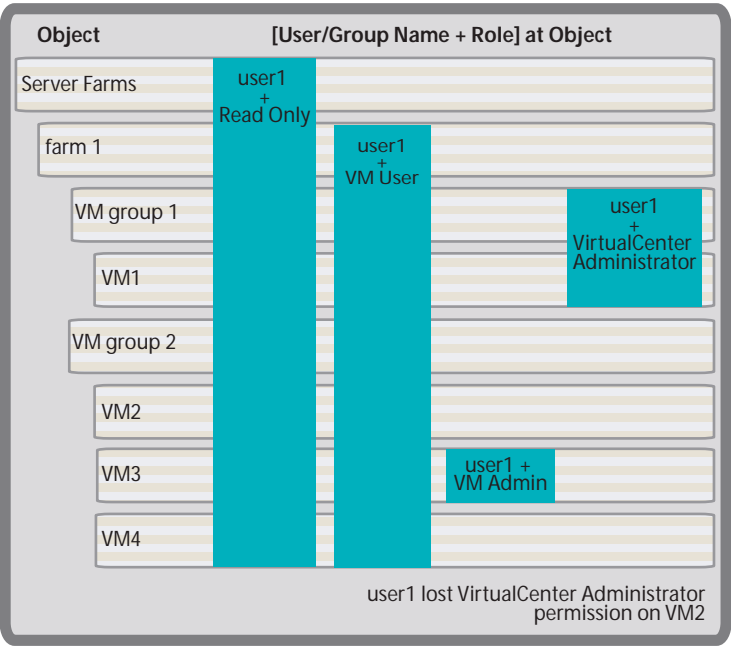 Object [User/Group Name + Role] at Object
Server Farms
user1
+
Read Only
farm 1
user1
+
VM User
VM group 1
user1
+
VirtualCenter
Administrator
VM1
VM group 2
VM2
VM3
user1 +
VM Admin
VM4
user1 lost VirtualCenter Administrator
permission on VM2